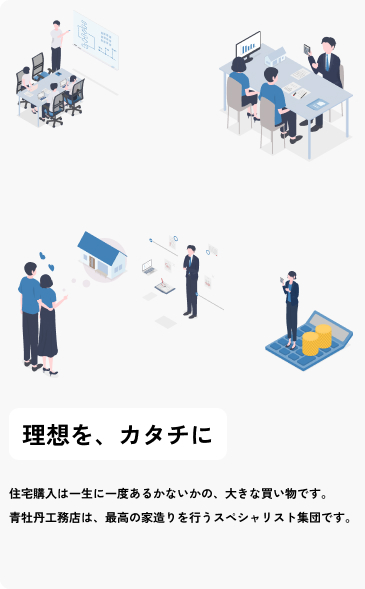 理想を、カタチに
住宅購入は一生に一度あるかないかの、大きな買い物です。
青牡丹工務店は、最高の家造りを行うスペシャリスト集団です。